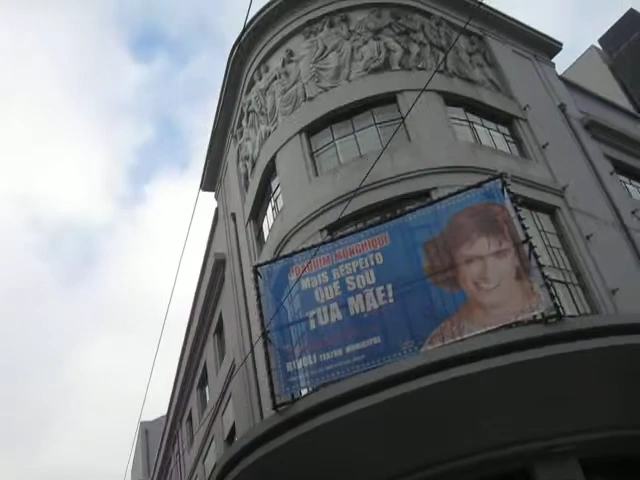 JOAQUIM MONCHIQUE
MAIS RESPEITO
QUE SOU
TUA MÃE!
RIVOLI TEATRO MUNICIPAL